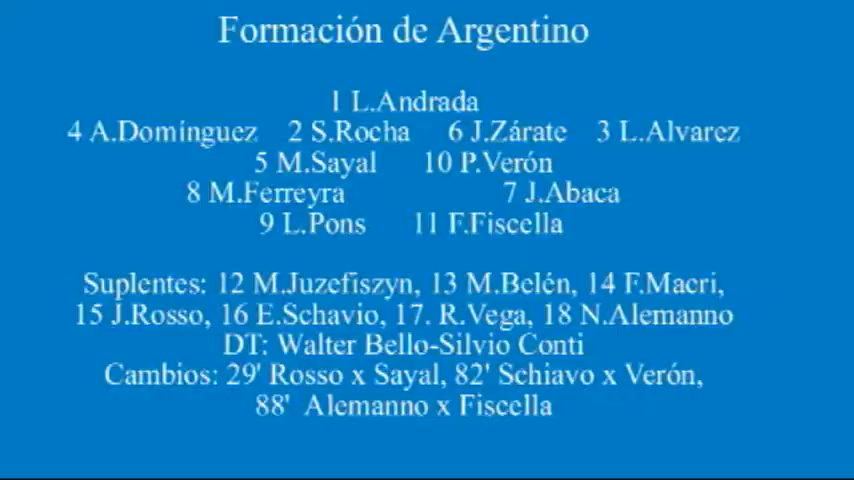 Formación de Argentino
1 L.Andrada
4 A.Domínguez 2 S.Rocha 6 J.Zárate 3 L.Alvarez
5 M.Sayal 10 P.Verón
8 M.Ferreyra 7 J.Abaca
9 L.Pons 11 F.Fiscella
Suplentes: 12 M.Juzefiszyn, 13 M.Belén, 14 F.Macri,
15 J.Rosso, 16 E.Schavio, 17. R.Vega, 18 N.Alemanno
DT: Walter Bello-Silvio Conti
Cambios: 29' Rosso x Sayal, 82' Schiavo x Verón,
88' Alemanno x Fiscella